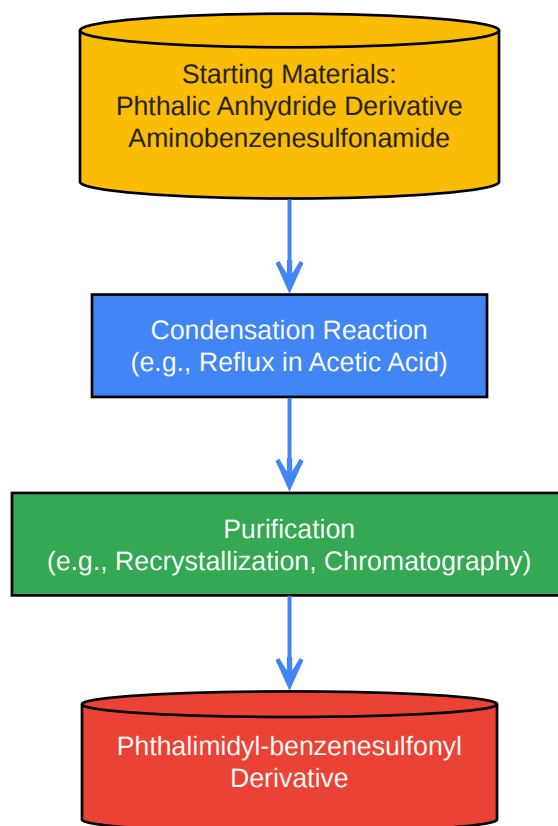 Starting Materials:
Phthalic Anhydride Derivative
Aminobenzenesulfonamide
Condensation Reaction
(e.g., Reflux in Acetic Acid)
Purification
(e.g., Recrystallization, Chromatography)
Phthalimidyl-benzenesulfonyl
Derivative